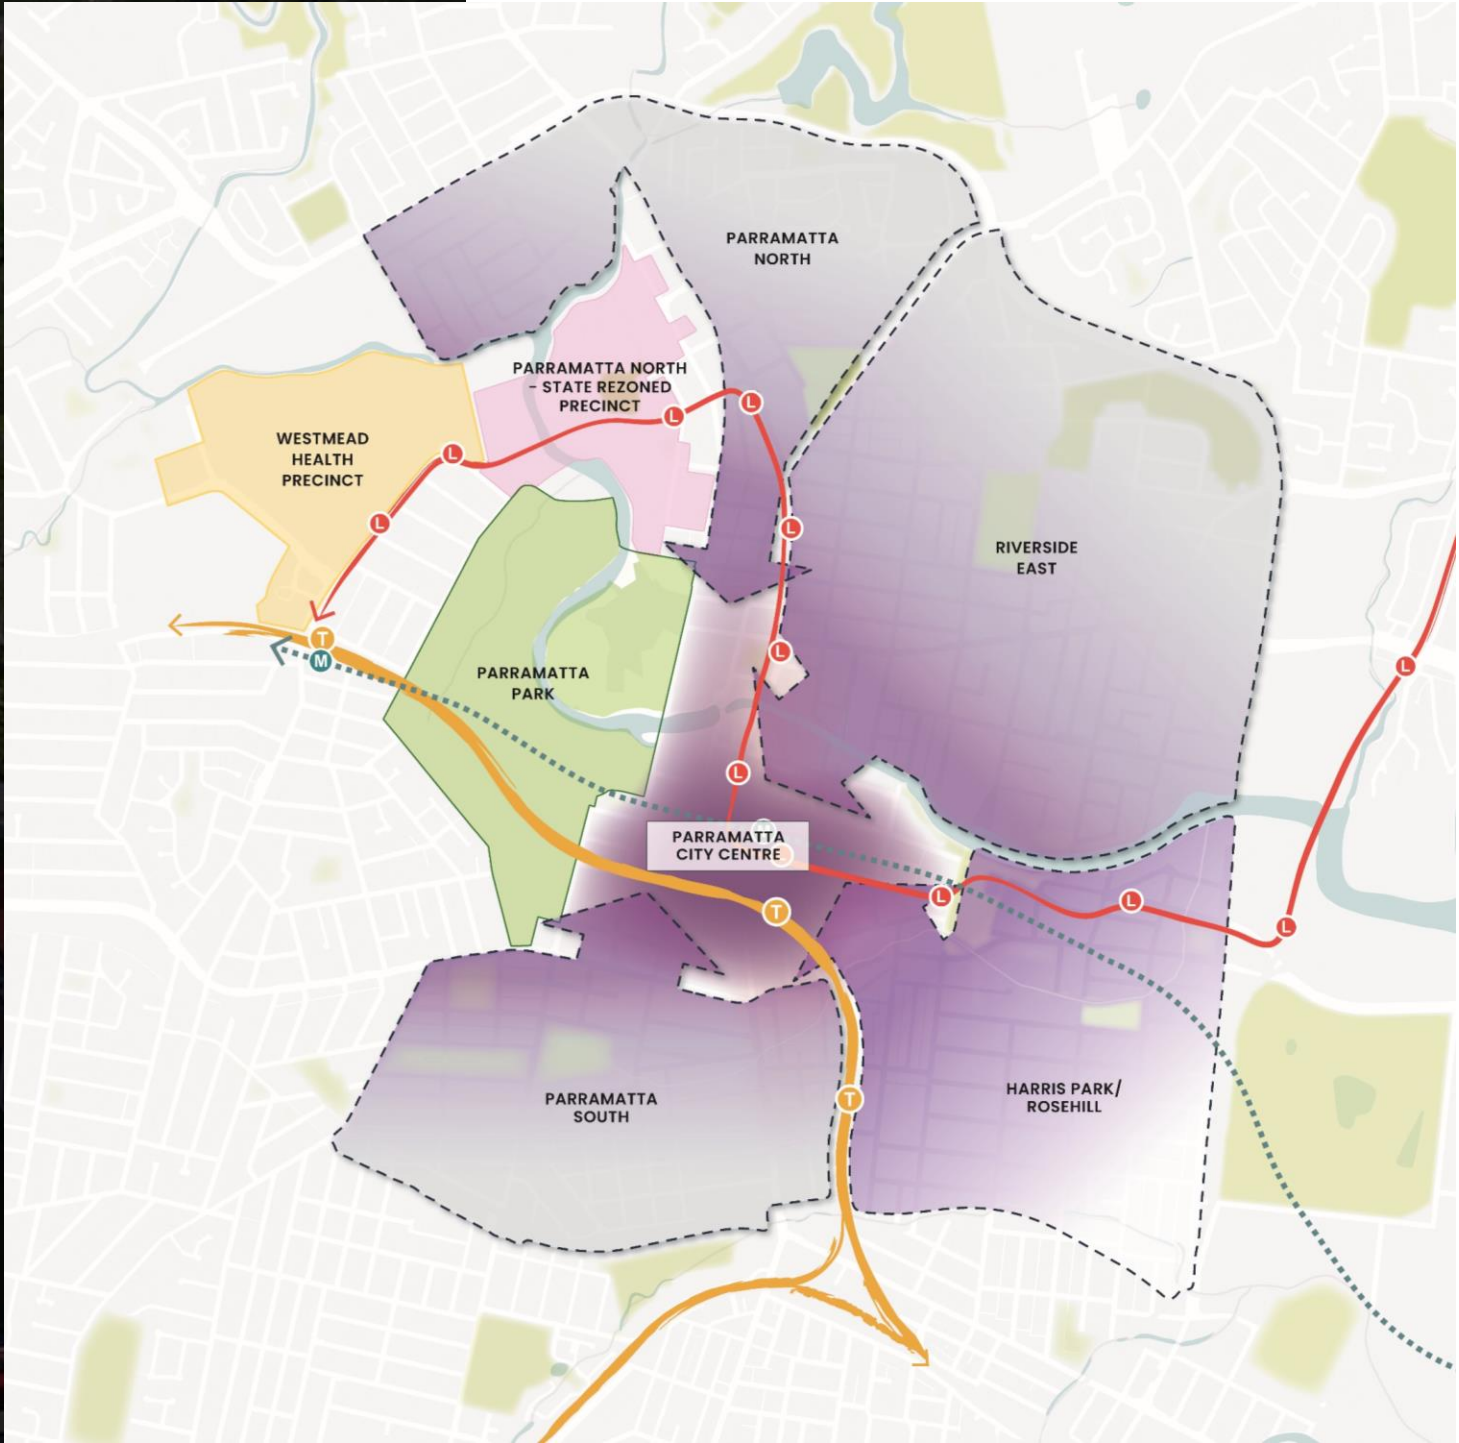 PARRAMATTA
NORTH
PARRAMATTA NORTH
– STATE REZONED
PRECINCT
L
L
WESTMEAD
HEALTH
PRECINCT
L
L
L
RIVERSIDE
EAST
T
M
L
L
PARRAMATTA
PARK
L
PARRAMATTA
CITY CENTRE
L
L
T
L
T
PARRAMATTA
SOUTH
HARRIS PARK/
ROSEHILL